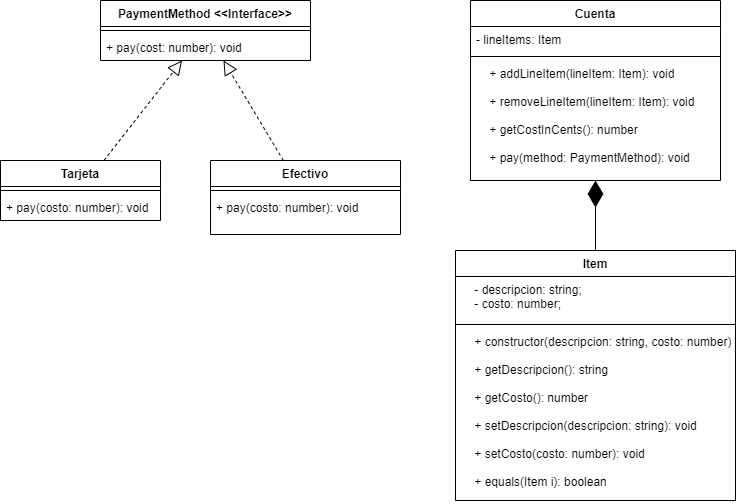 PaymentMethod <<Interface>>
+ pay(cost: number): void
Tarjeta
+ pay(costo: number): void
Efectivo
+ pay(costo: number): void
Cuenta
- lineItems: Item
+ addLineItem(lineItem: Item): void
+ removeLineItem(lineItem: Item): void
+ getCostInCents(): number
+ pay(method: PaymentMethod): void
Item
- descripcion: string;
- costo: number;
+ constructor(descripcion: string, costo: number)
+ getDescripcion(): string
+ getCosto(): number
+ setDescripcion(descripcion: string): void
+ setCosto(costo: number): void
+ equals(Item i): boolean